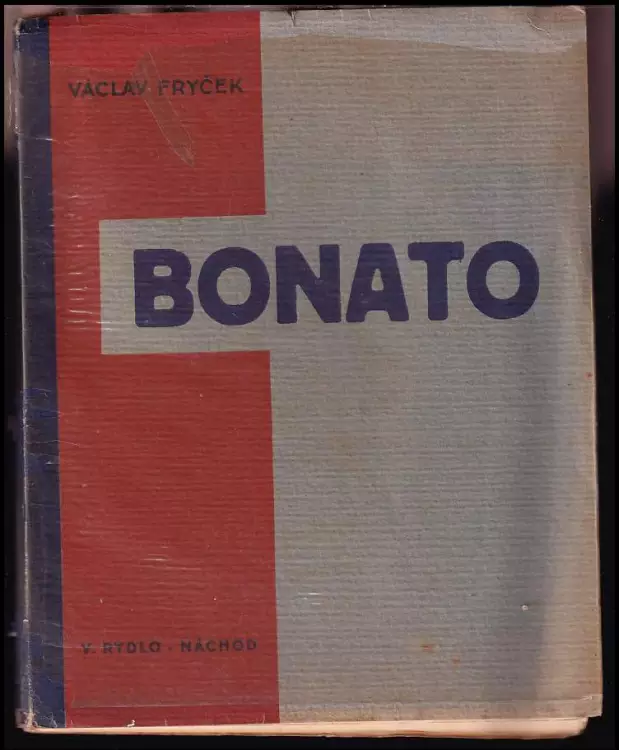 VÁCLAV FRYČEK
BONATO
V. RYDLO · NÁCHOD